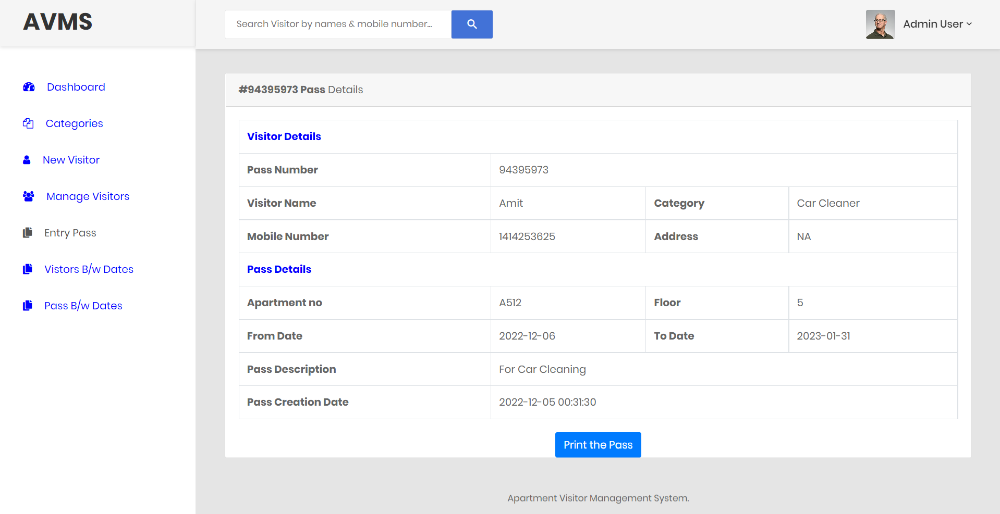 AVMS
Search Visitor by names & mobile number...
Admin User
Dashboard
Categories
New Visitor
Manage Visitors
Entry Pass
Vistors B/w Dates
Pass B/w Dates
#94395973 Pass Details
Visitor Details
Pass Number 94395973
Visitor Name Amit Category Car Cleaner
Mobile Number 1414253625 Address NA
Pass Details
Apartment no A512 Floor 5
From Date 2022-12-06 To Date 2023-01-31
Pass Description For Car Cleaning
Pass Creation Date 2022-12-05 00:31:30
Print the Pass
Apartment Visitor Management System.